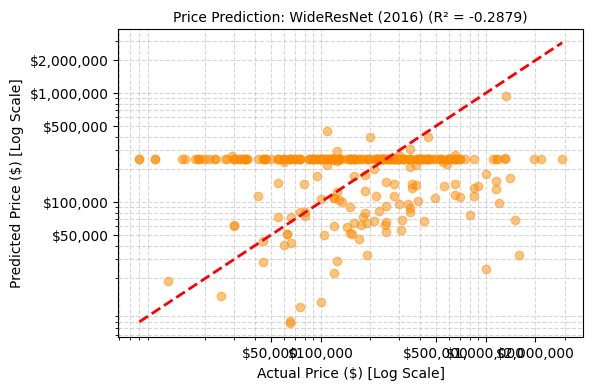 Price Prediction: WideResNet (2016) (R² = -0.2879)
Predicted Price ($) [Log Scale]
$2,000,000
$1,000,000
$500,000
$100,000
$50,000
$50,000 $100,000 $500,000 $1,000,000 $2,000,000
Actual Price ($) [Log Scale]